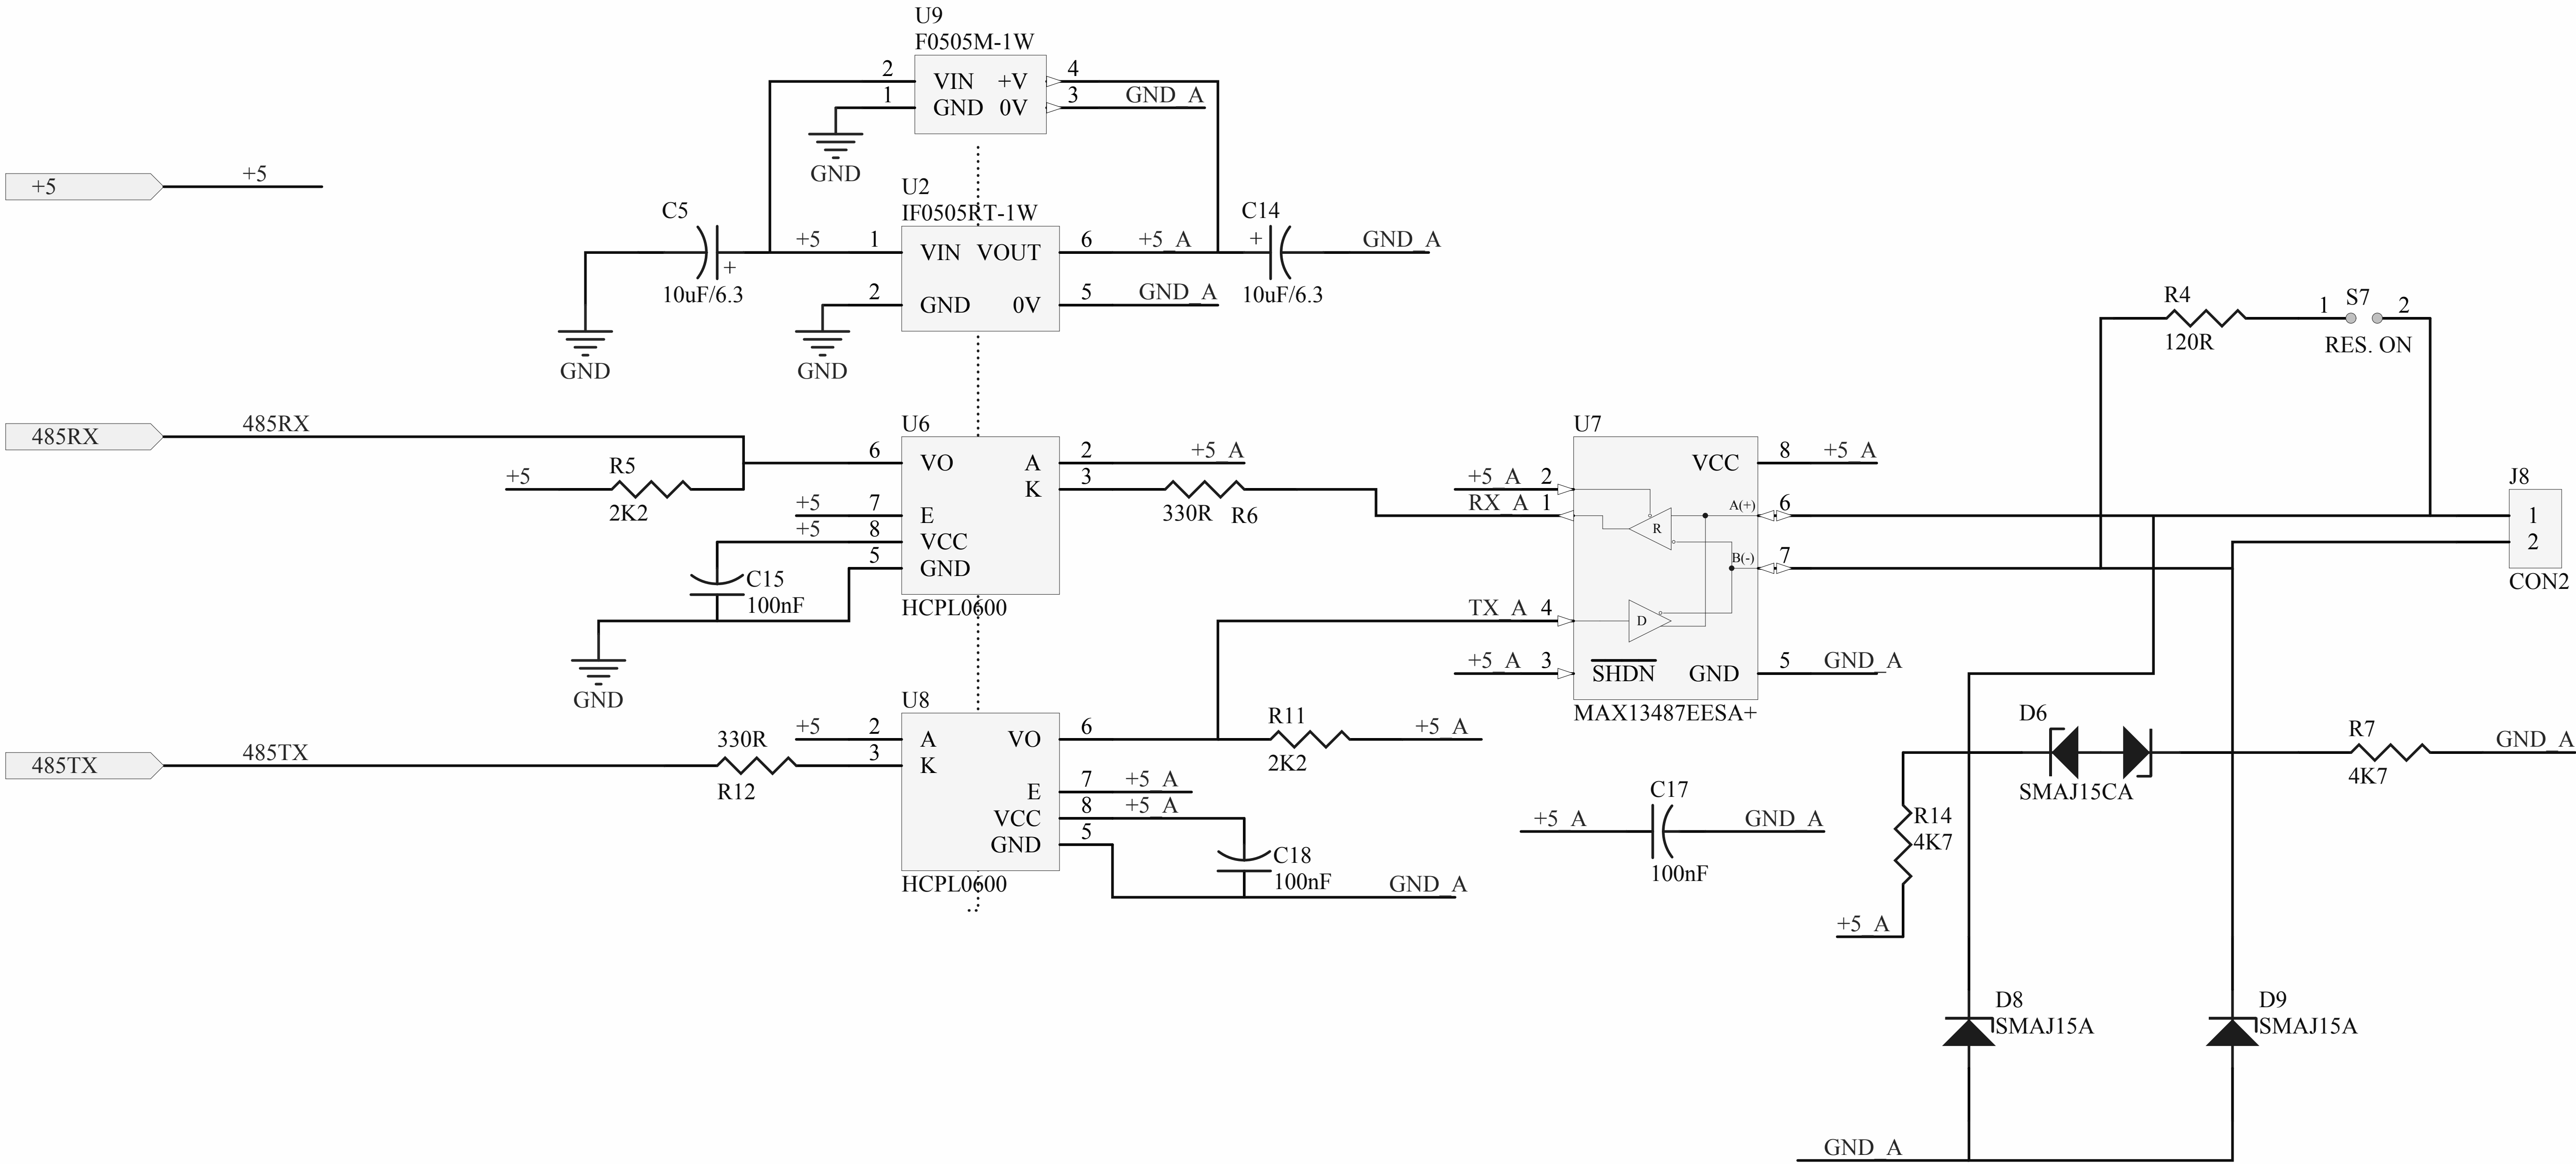 U9
F0505M-1W
2 VIN +V 4
1 GND 0V 3 GND_A
GND
+5 +5
U2
IF0505RT-1W
C5
+
10uF/6.3
+5 1 VIN VOUT 6 +5_A
2 GND 0V 5 GND_A
C14
+
10uF/6.3
GND_A
GND
GND
R4
120R
1 S7 2
RES. ON
485RX 485RX
U6
6 VO A 2 +5_A
K 3
+5 R5
2K2
+5 7 E
+5 8 VCC
5 GND
HCPL0600
C15
100nF
GND
330R R6
U7
VCC 8 +5_A
+5_A 2
RX_A 1
R
A(+) 6
B(-) 7
TX_A 4
D
+5_A 3 SHDN GND 5 GND_A
MAX13487EESA+
J8
1
2
CON2
U8
485TX 485TX
330R
R12
+5 2 A VO 6
3 K
E 7 +5_A
VCC 8 +5_A
GND 5
HCPL0600
R11
2K2
+5_A
C18
100nF
GND_A
C17
+5_A GND_A
100nF
D6
SMAJ15CA
R7
4K7
GND_A
R14
4K7
+5_A
D8
SMAJ15A
D9
SMAJ15A
GND_A